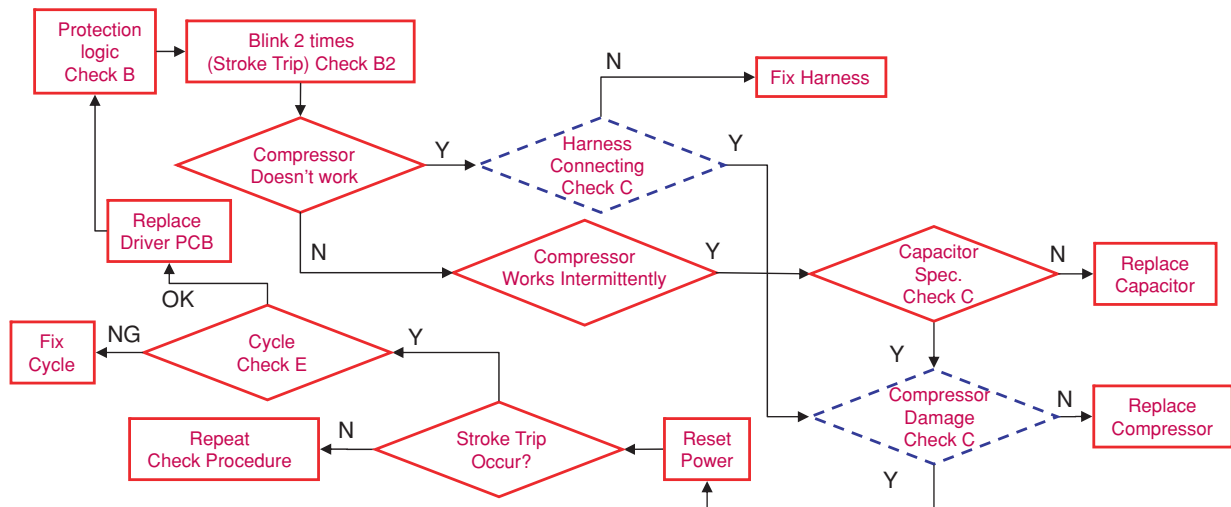 Protection
logic
Check B
Blink 2 times
(Stroke Trip) Check B2
N
Fix Harness
Compressor
Doesn't work
Y
Harness
Connecting
Check C
Y
Replace
Driver PCB
N
Compressor
Works Intermittently
Y
Capacitor
Spec.
Check C
N
Replace
Capacitor
OK
Fix
Cycle
NG
Cycle
Check E
Y
Y
Compressor
Damage
Check C
N
Replace
Compressor
Repeat
Check Procedure
N
Stroke Trip
Occur?
Reset
Power
Y